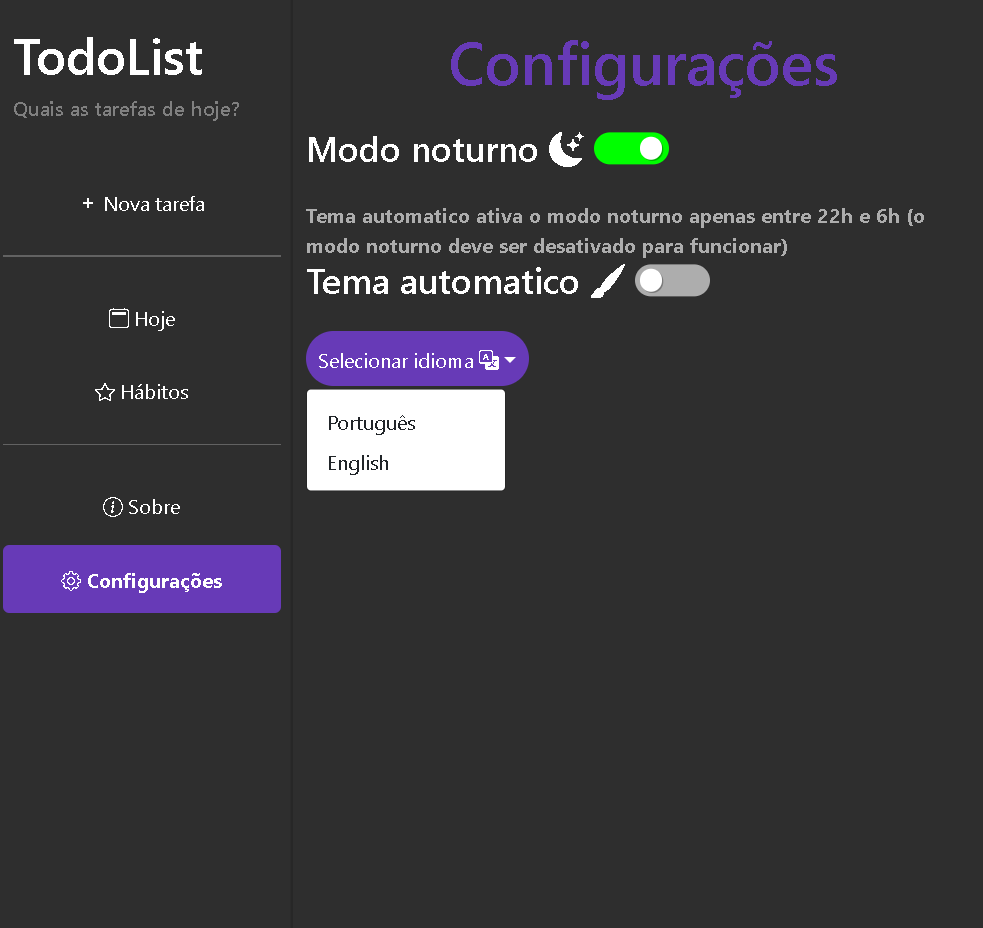 TodoList
Quais as tarefas de hoje?
+ Nova tarefa
Hoje
Hábitos
Sobre
Configurações
Configurações
Modo noturno
Tema automatico ativa o modo noturno apenas entre 22h e 6h (o
modo noturno deve ser desativado para funcionar)
Tema automatico
Selecionar idioma
Português
English